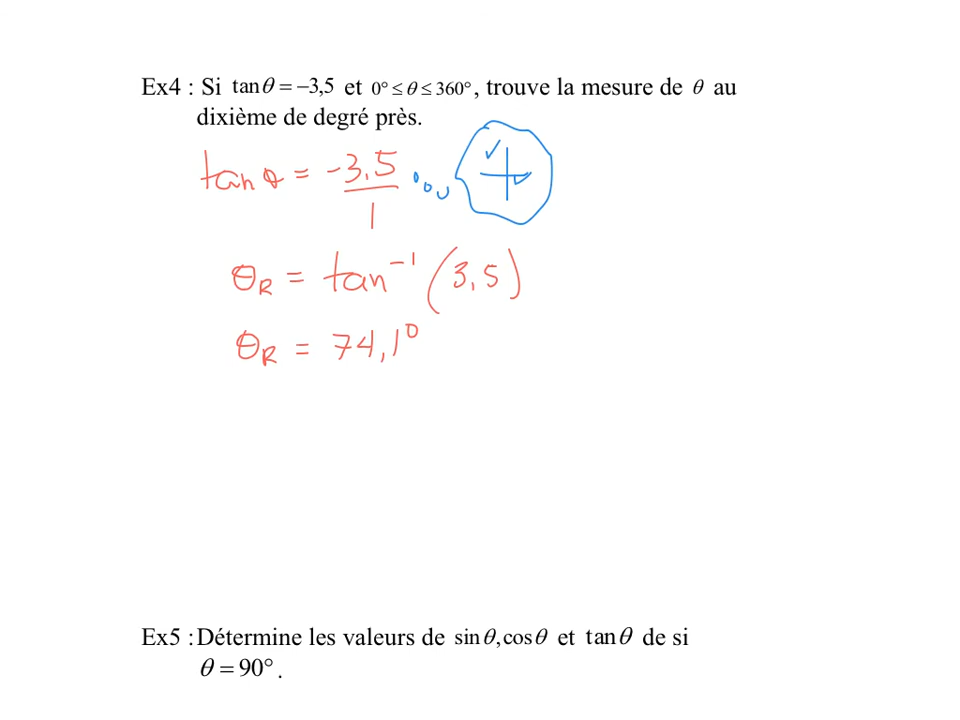 Ex4 : Si tanθ = −3,5 et 0° ≤ θ ≤ 360°, trouve la mesure de θ au
dixième de degré près.
tan θ = -3,5/1
θR = tan⁻¹ (3,5)
θR = 74,1°
Ex5 : Détermine les valeurs de sinθ, cosθ et tanθ de si
θ = 90° .